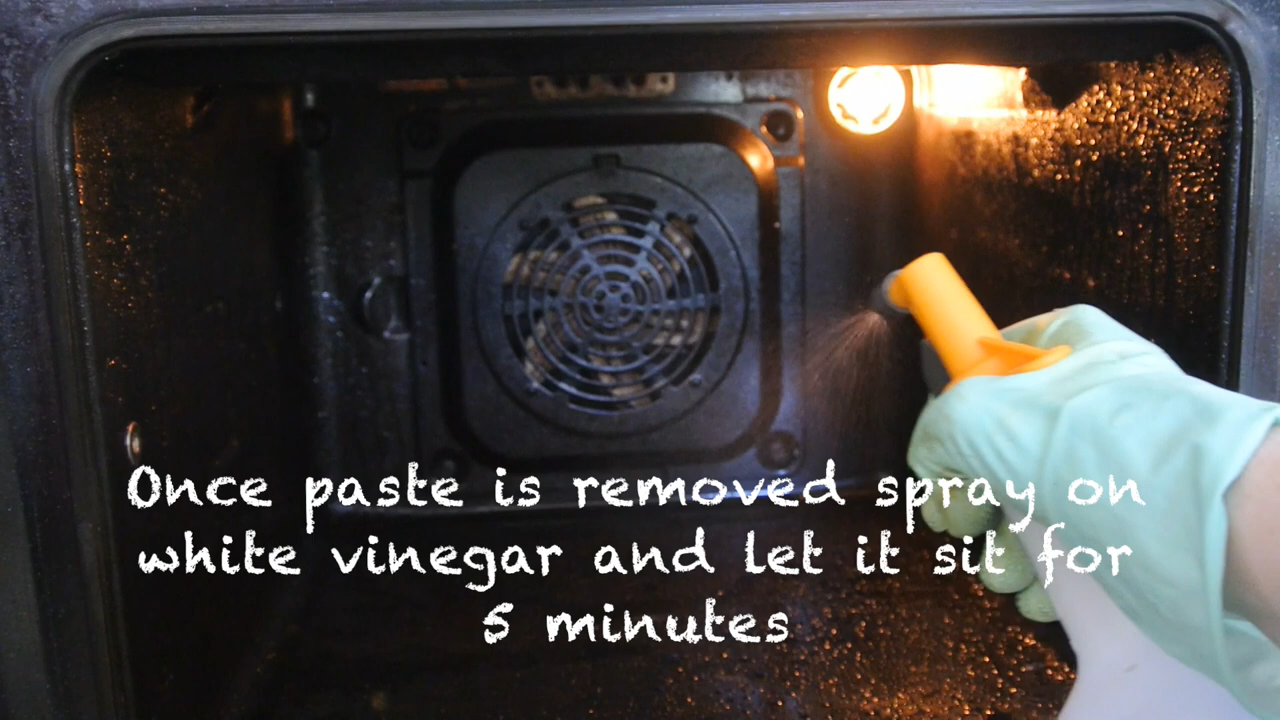 Once paste is removed spray on
white vinegar and let it sit for
5 minutes